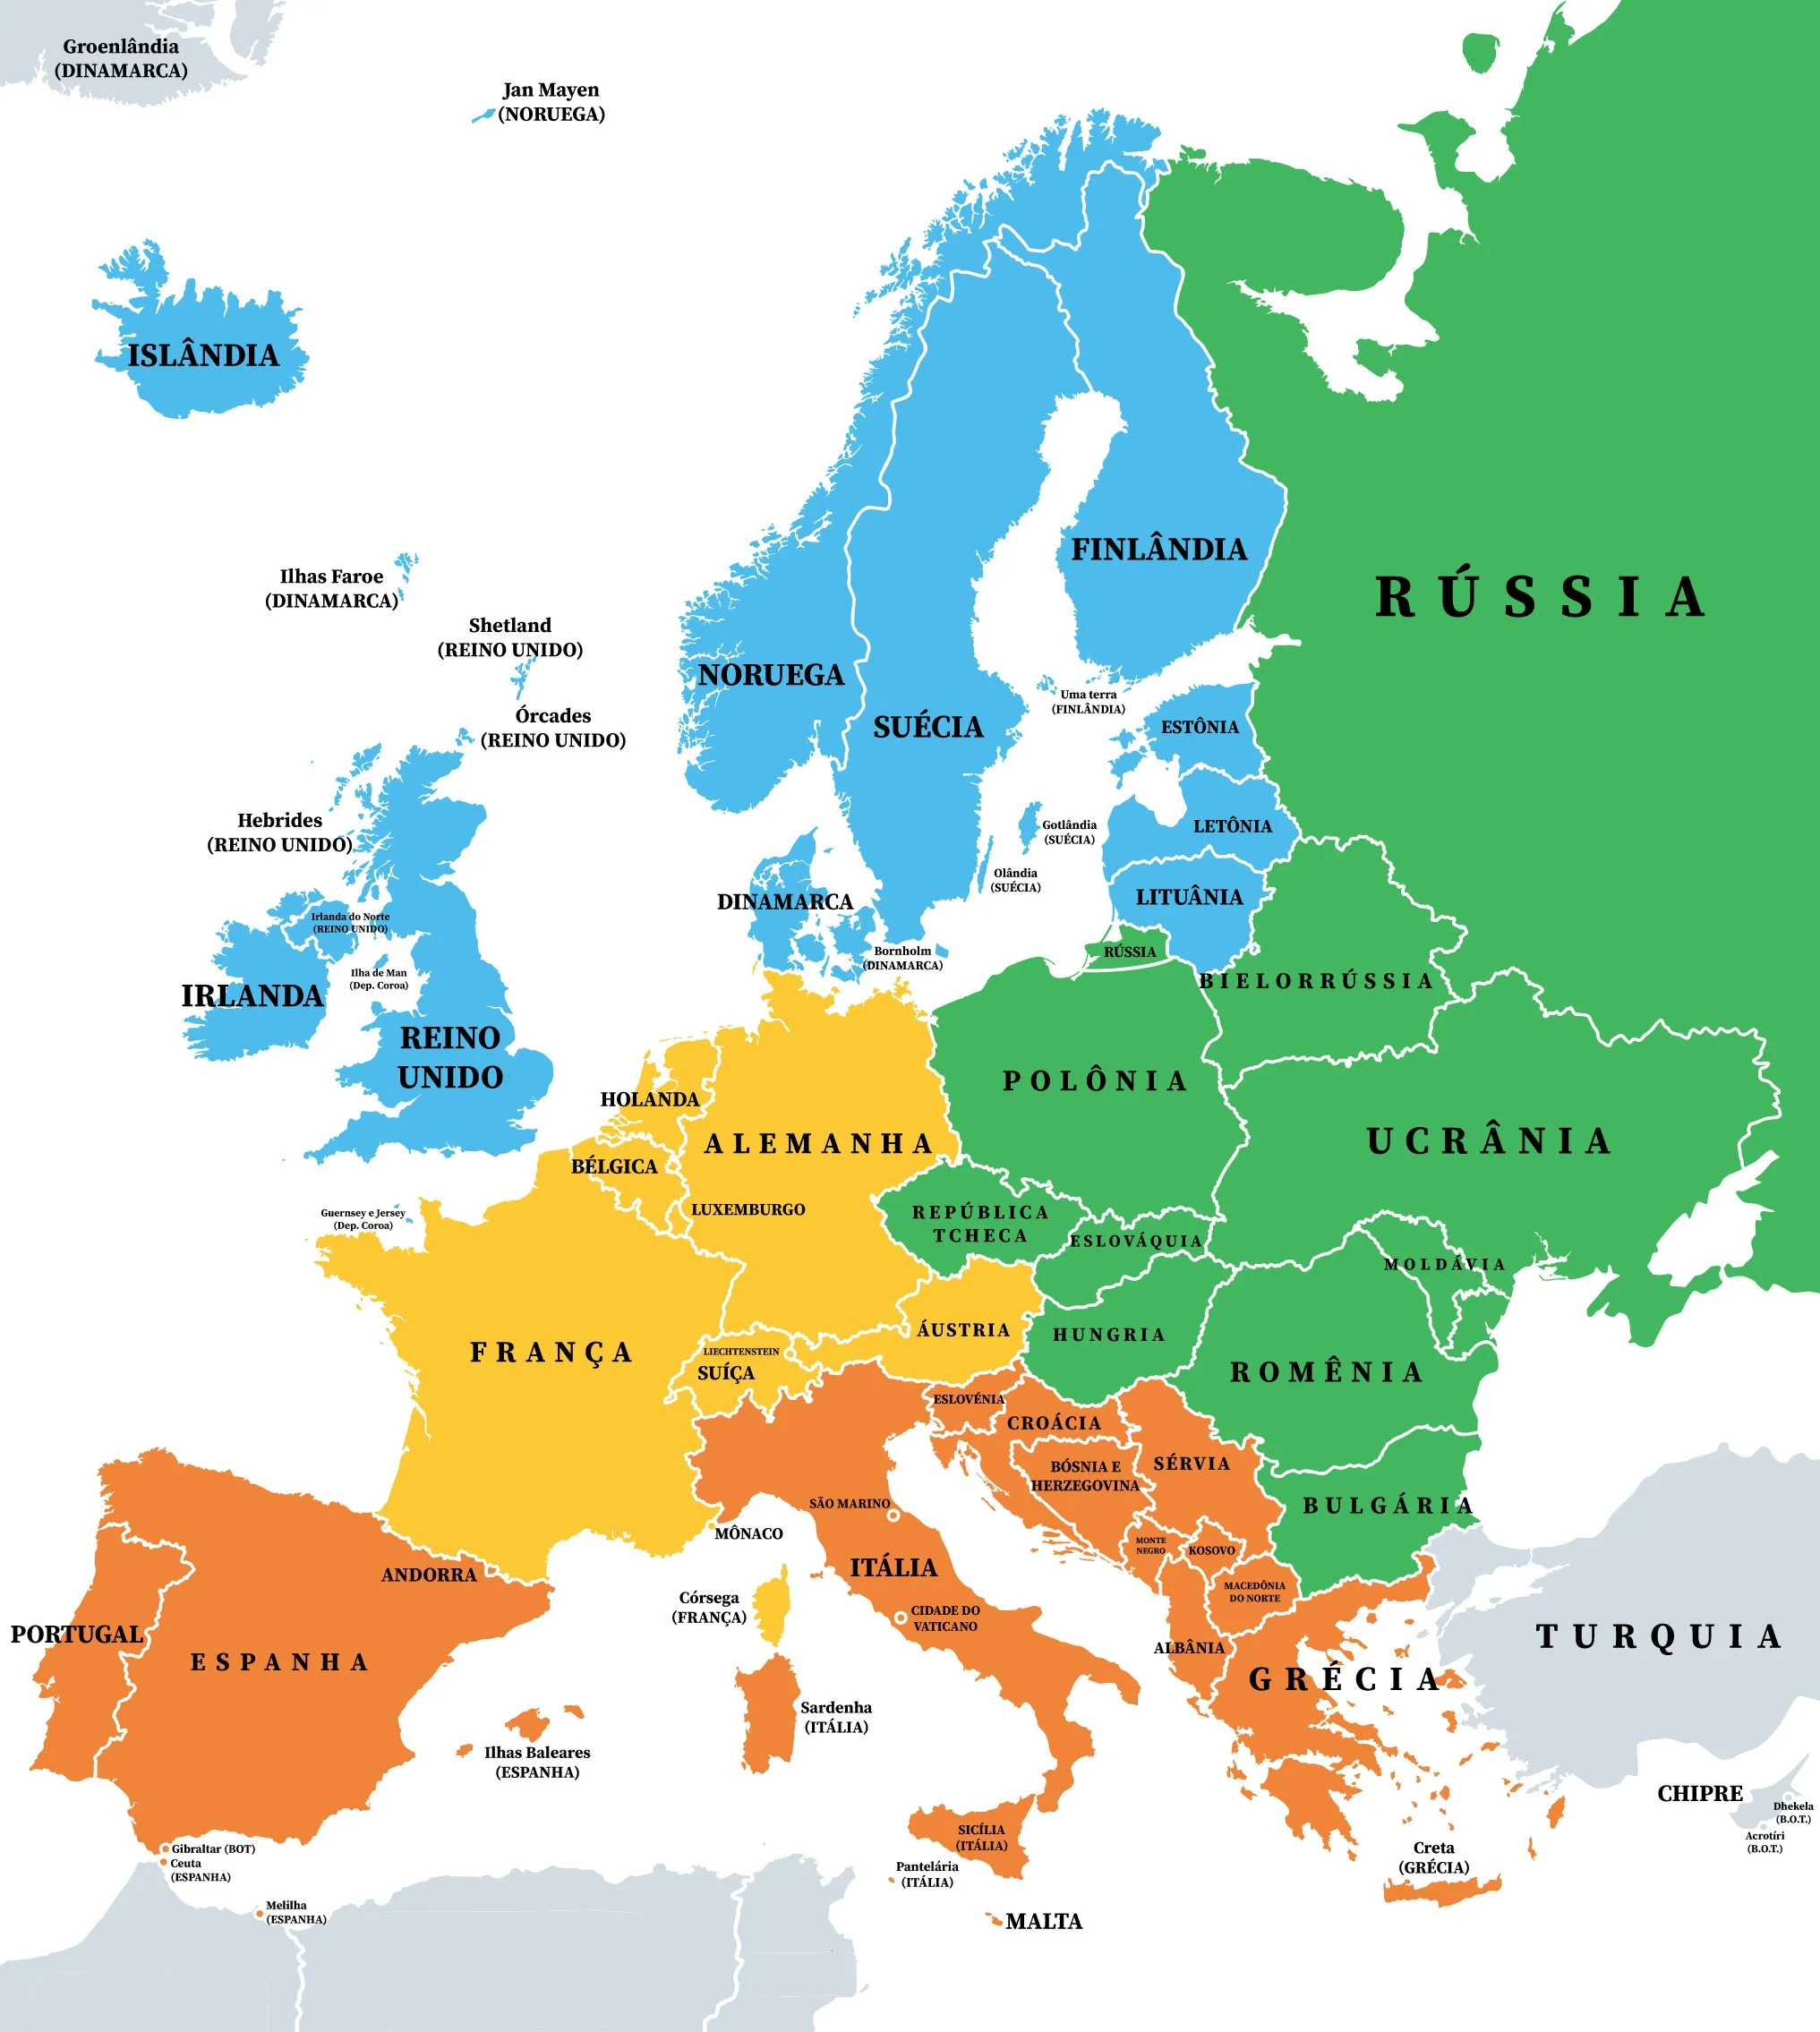 Groenlândia
(DINAMARCA)
Jan Mayen
(NORUEGA)
ISLÂNDIA
FINLÂNDIA
RÚSSIA
Ilhas Faroe
(DINAMARCA)
Shetland
(REINO UNIDO)
NORUEGA
Uma terra
(FINLÂNDIA)
Órcades
(REINO UNIDO)
SUÉCIA
ESTÔNIA
Hebrides
(REINO UNIDO)
Gotlândia
(SUÉCIA)
LETÔNIA
Olândia
(SUÉCIA)
DINAMARCA
LITUÂNIA
Irlanda do Norte
(REINO UNIDO)
Bornholm
(DINAMARCA)
RÚSSIA
Ilha de Man
(Dep. Coroa)
BIELORRÚSSIA
IRLANDA
REINO
UNIDO
POLÔNIA
HOLANDA
ALEMANHA
UCRÂNIA
BÉLGICA
LUXEMBURGO
Guernsey e Jersey
(Dep. Coroa)
REPÚBLICA
TCHECA
ESLOVÁQUIA
MOLDÁVIA
ÁUSTRIA
HUNGRIA
FRANÇA
LIECHTENSTEIN
SUÍÇA
ROMÊNIA
ESLOVÉNIA
CROÁCIA
BÓSNIA E
HERZEGOVINA
SÉRVIA
SÃO MARINO
BULGÁRIA
MÔNACO
MONTE
NEGRO
KOSOVO
ANDORRA
ITÁLIA
MACEDÔNIA
DO NORTE
Córsega
(FRANÇA)
CIDADE DO
VATICANO
PORTUGAL
ESPANHA
ALBÂNIA
TURQUIA
GRÉCIA
Sardenha
(ITÁLIA)
Ilhas Baleares
(ESPANHA)
CHIPRE
Dhekela
(B.O.T.)
Acrotíri
(B.O.T.)
SICÍLIA
(ITÁLIA)
Gibraltar (BOT)
Ceuta
(ESPANHA)
Creta
(GRÉCIA)
Pantelária
(ITÁLIA)
Melilha
(ESPANHA)
MALTA